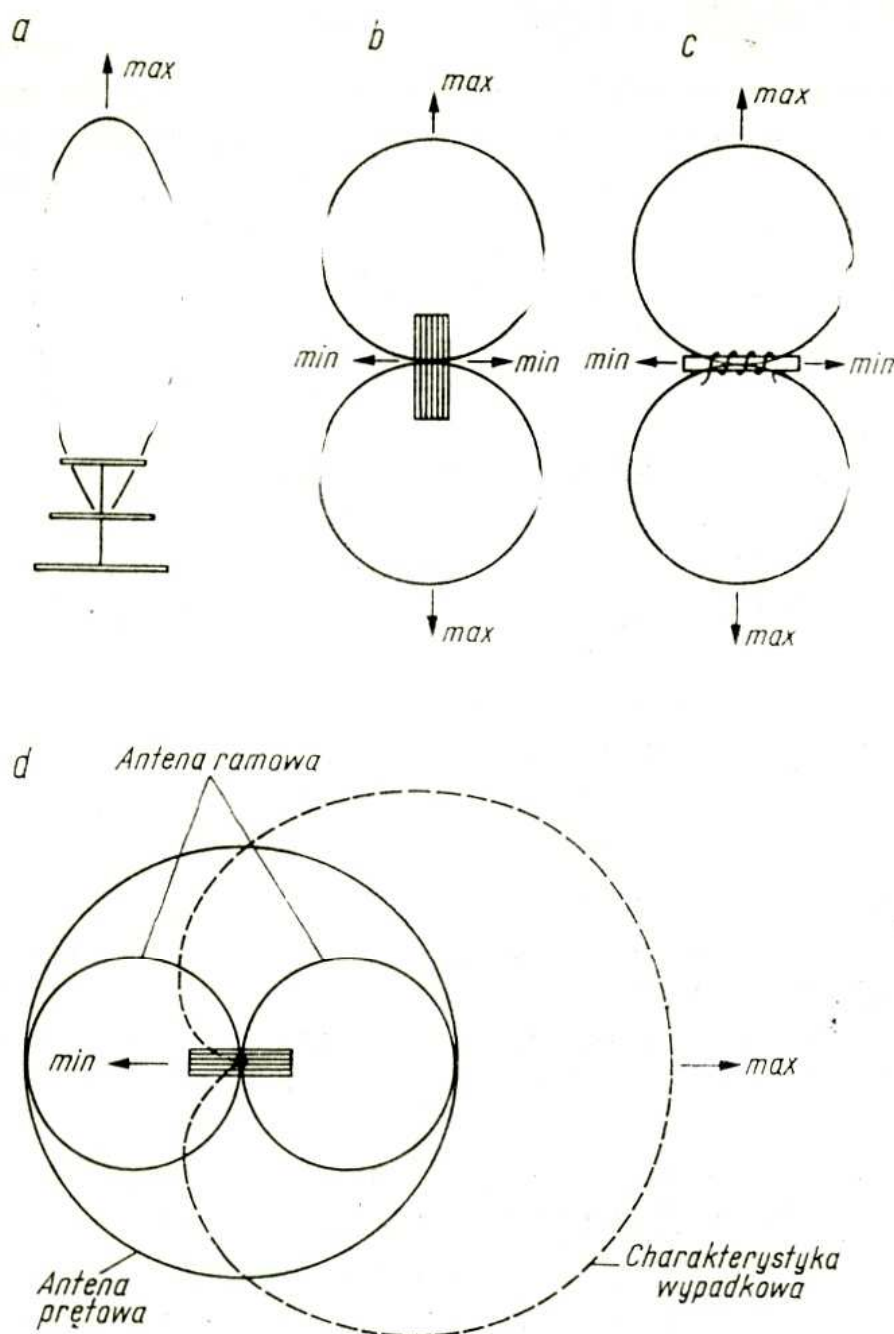 a
max
b
max
min
min
max
c
max
min
min
max
d
Antena ramowa
min
max
Antena
prętowa
Charakterystyka
wypadkowa